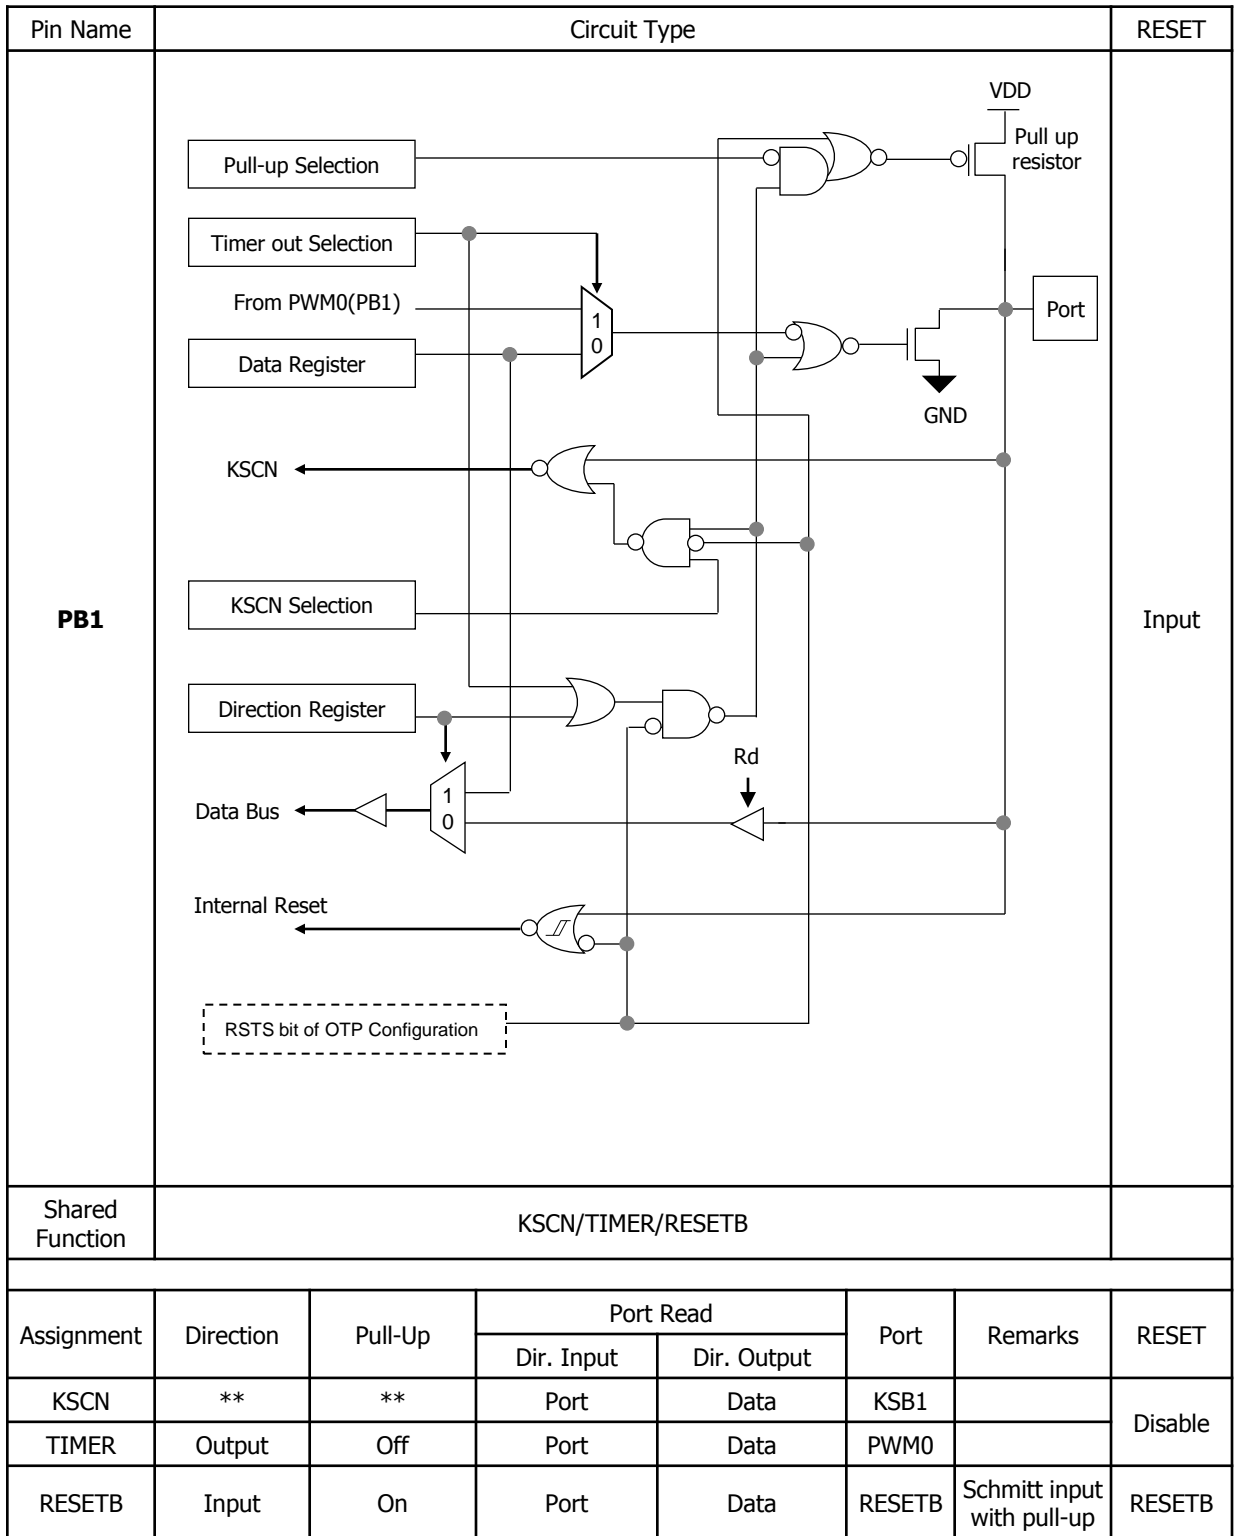 Pin Name
Circuit Type
RESET
VDD
Pull up
resistor
Pull-up Selection
Timer out Selection
From PWM0(PB1)
1
0
Port
Data Register
GND
KSCN
KSCN Selection
PB1
Input
Direction Register
Rd
1
0
Data Bus
Internal Reset
RSTS bit of OTP Configuration
Shared
Function
KSCN/TIMER/RESETB
Assignment
Direction
Pull-Up
Port Read
Dir. Input
Dir. Output
Port
Remarks
RESET
KSCN
**
**
Port
Data
KSB1
Disable
TIMER
Output
Off
Port
Data
PWM0
RESETB
Input
On
Port
Data
RESETB
Schmitt input
with pull-up
RESETB